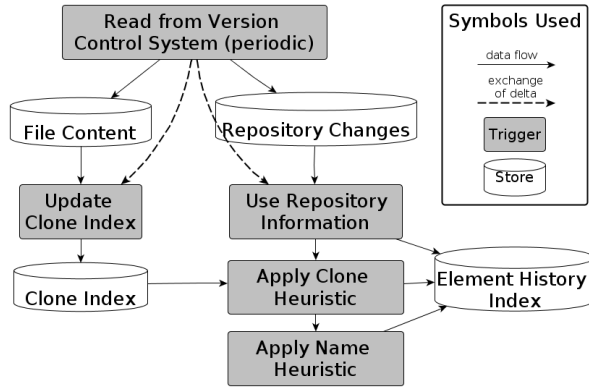 Read from Version
Control System (periodic)
Symbols Used
data flow
exchange
of delta
Trigger
Store
File Content
Repository Changes
Update
Clone Index
Use Repository
Information
Clone Index
Apply Clone
Heuristic
Element History
Index
Apply Name
Heuristic